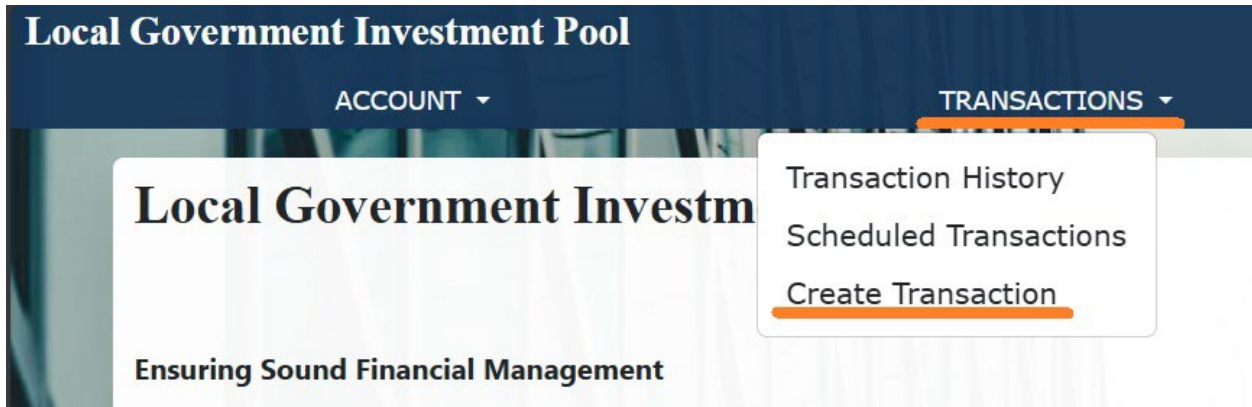 Local Government Investment Pool
ACCOUNT
TRANSACTIONS
Transaction History
Scheduled Transactions
Create Transaction
Local Government Investm
Ensuring Sound Financial Management